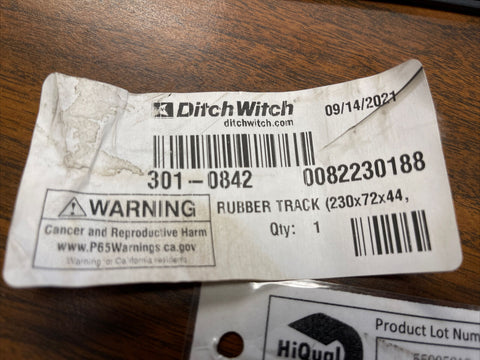 DitchWitch
ditchwitch.com
09/14/2021
301-0842
0082230188
WARNING
Cancer and Reproductive Harm
www.P65Warnings.ca.gov
Warning for California residents
RUBBER TRACK (230x72x44,
Qty: 1
HiQual
Product Lot Num